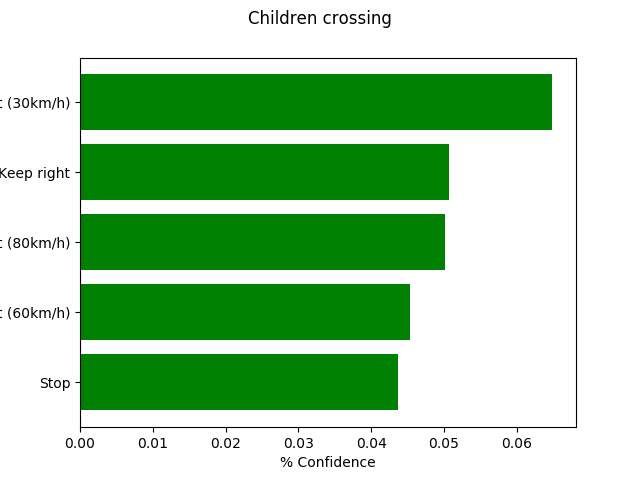 Children crossing
t (30km/h)
Keep right
t (80km/h)
t (60km/h)
Stop
0.00 0.01 0.02 0.03 0.04 0.05 0.06
% Confidence